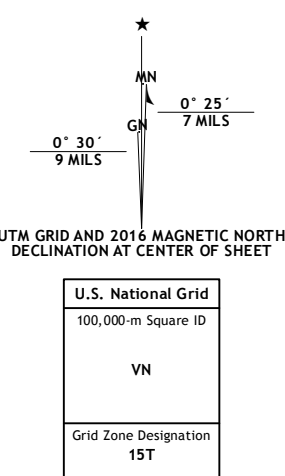 ★
MN
0° 25´
7 MILS
GN
0° 30´
9 MILS
UTM GRID AND 2016 MAGNETIC NORTH
DECLINATION AT CENTER OF SHEET
U.S. National Grid
100,000-m Square ID
VN
Grid Zone Designation
15T